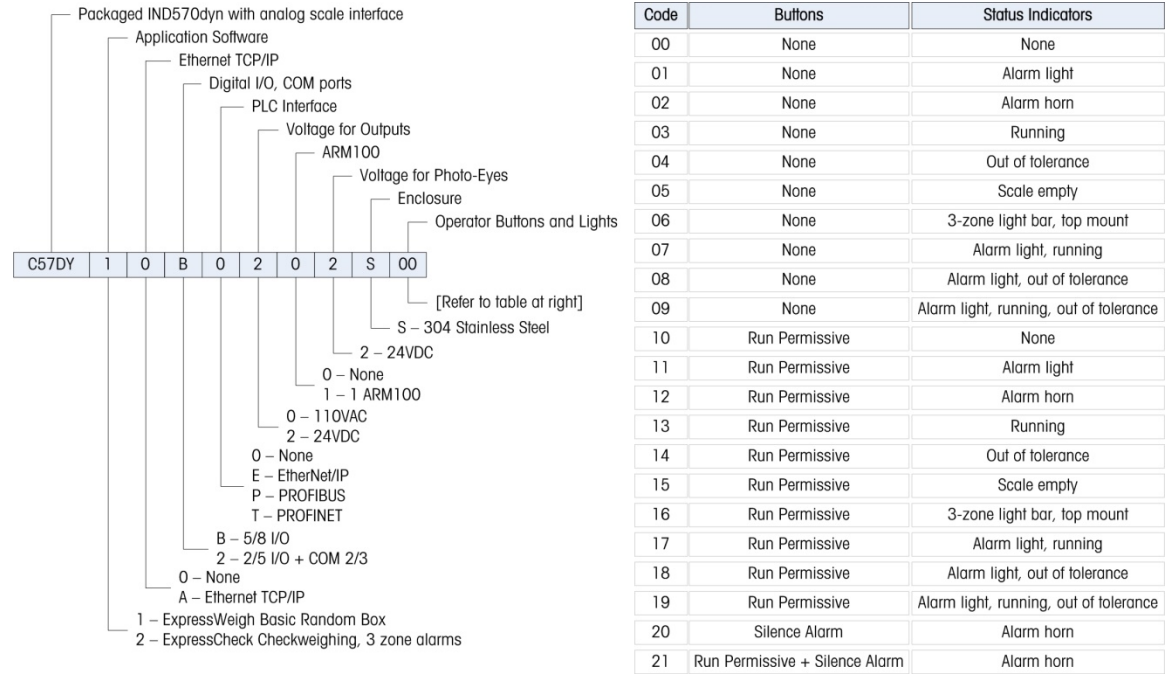 Packaged IND570dyn with analog scale interface
Application Software
Ethernet TCP/IP
Digital I/O, COM ports
PLC Interface
Voltage for Outputs
ARM100
Voltage for Photo-Eyes
Enclosure
Operator Buttons and Lights
C57DY 1 0 B 0 2 0 2 S 00
[Refer to table at right]
S – 304 Stainless Steel
2 – 24VDC
0 – None
1 – 1 ARM100
0 – 110VAC
2 – 24VDC
0 – None
E – EtherNet/IP
P – PROFIBUS
T – PROFINET
B – 5/8 I/O
2 – 2/5 I/O + COM 2/3
0 – None
A – Ethernet TCP/IP
1 – ExpressWeigh Basic Random Box
2 – ExpressCheck Checkweighing, 3 zone alarms
Code Buttons Status Indicators
00 None None
01 None Alarm light
02 None Alarm horn
03 None Running
04 None Out of tolerance
05 None Scale empty
06 None 3-zone light bar, top mount
07 None Alarm light, running
08 None Alarm light, out of tolerance
09 None Alarm light, running, out of tolerance
10 Run Permissive None
11 Run Permissive Alarm light
12 Run Permissive Alarm horn
13 Run Permissive Running
14 Run Permissive Out of tolerance
15 Run Permissive Scale empty
16 Run Permissive 3-zone light bar, top mount
17 Run Permissive Alarm light, running
18 Run Permissive Alarm light, out of tolerance
19 Run Permissive Alarm light, running, out of tolerance
20 Silence Alarm Alarm horn
21 Run Permissive + Silence Alarm Alarm horn